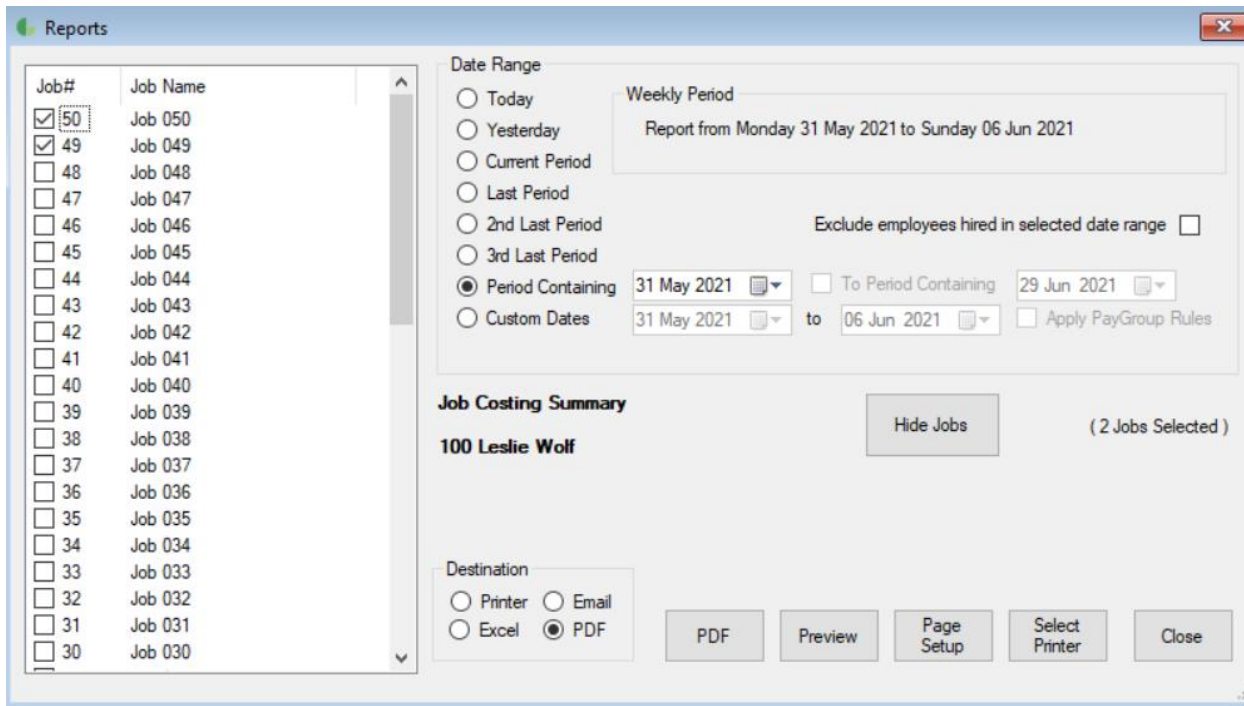 Reports
Job# Job Name
50 Job 050
49 Job 049
48 Job 048
47 Job 047
46 Job 046
45 Job 045
44 Job 044
43 Job 043
42 Job 042
41 Job 041
40 Job 040
39 Job 039
38 Job 038
37 Job 037
36 Job 036
35 Job 035
34 Job 034
33 Job 033
32 Job 032
31 Job 031
30 Job 030
Date Range
Today
Yesterday
Current Period
Last Period
2nd Last Period
3rd Last Period
Weekly Period
Report from Monday 31 May 2021 to Sunday 06 Jun 2021
Exclude employees hired in selected date range
Period Containing 31 May 2021 To Period Containing 29 Jun 2021
Custom Dates 31 May 2021 to 06 Jun 2021 Apply PayGroup Rules
Job Costing Summary
100 Leslie Wolf
Hide Jobs
( 2 Jobs Selected )
Destination
Printer Email
Excel PDF
PDF
Preview
Page
Setup
Select
Printer
Close